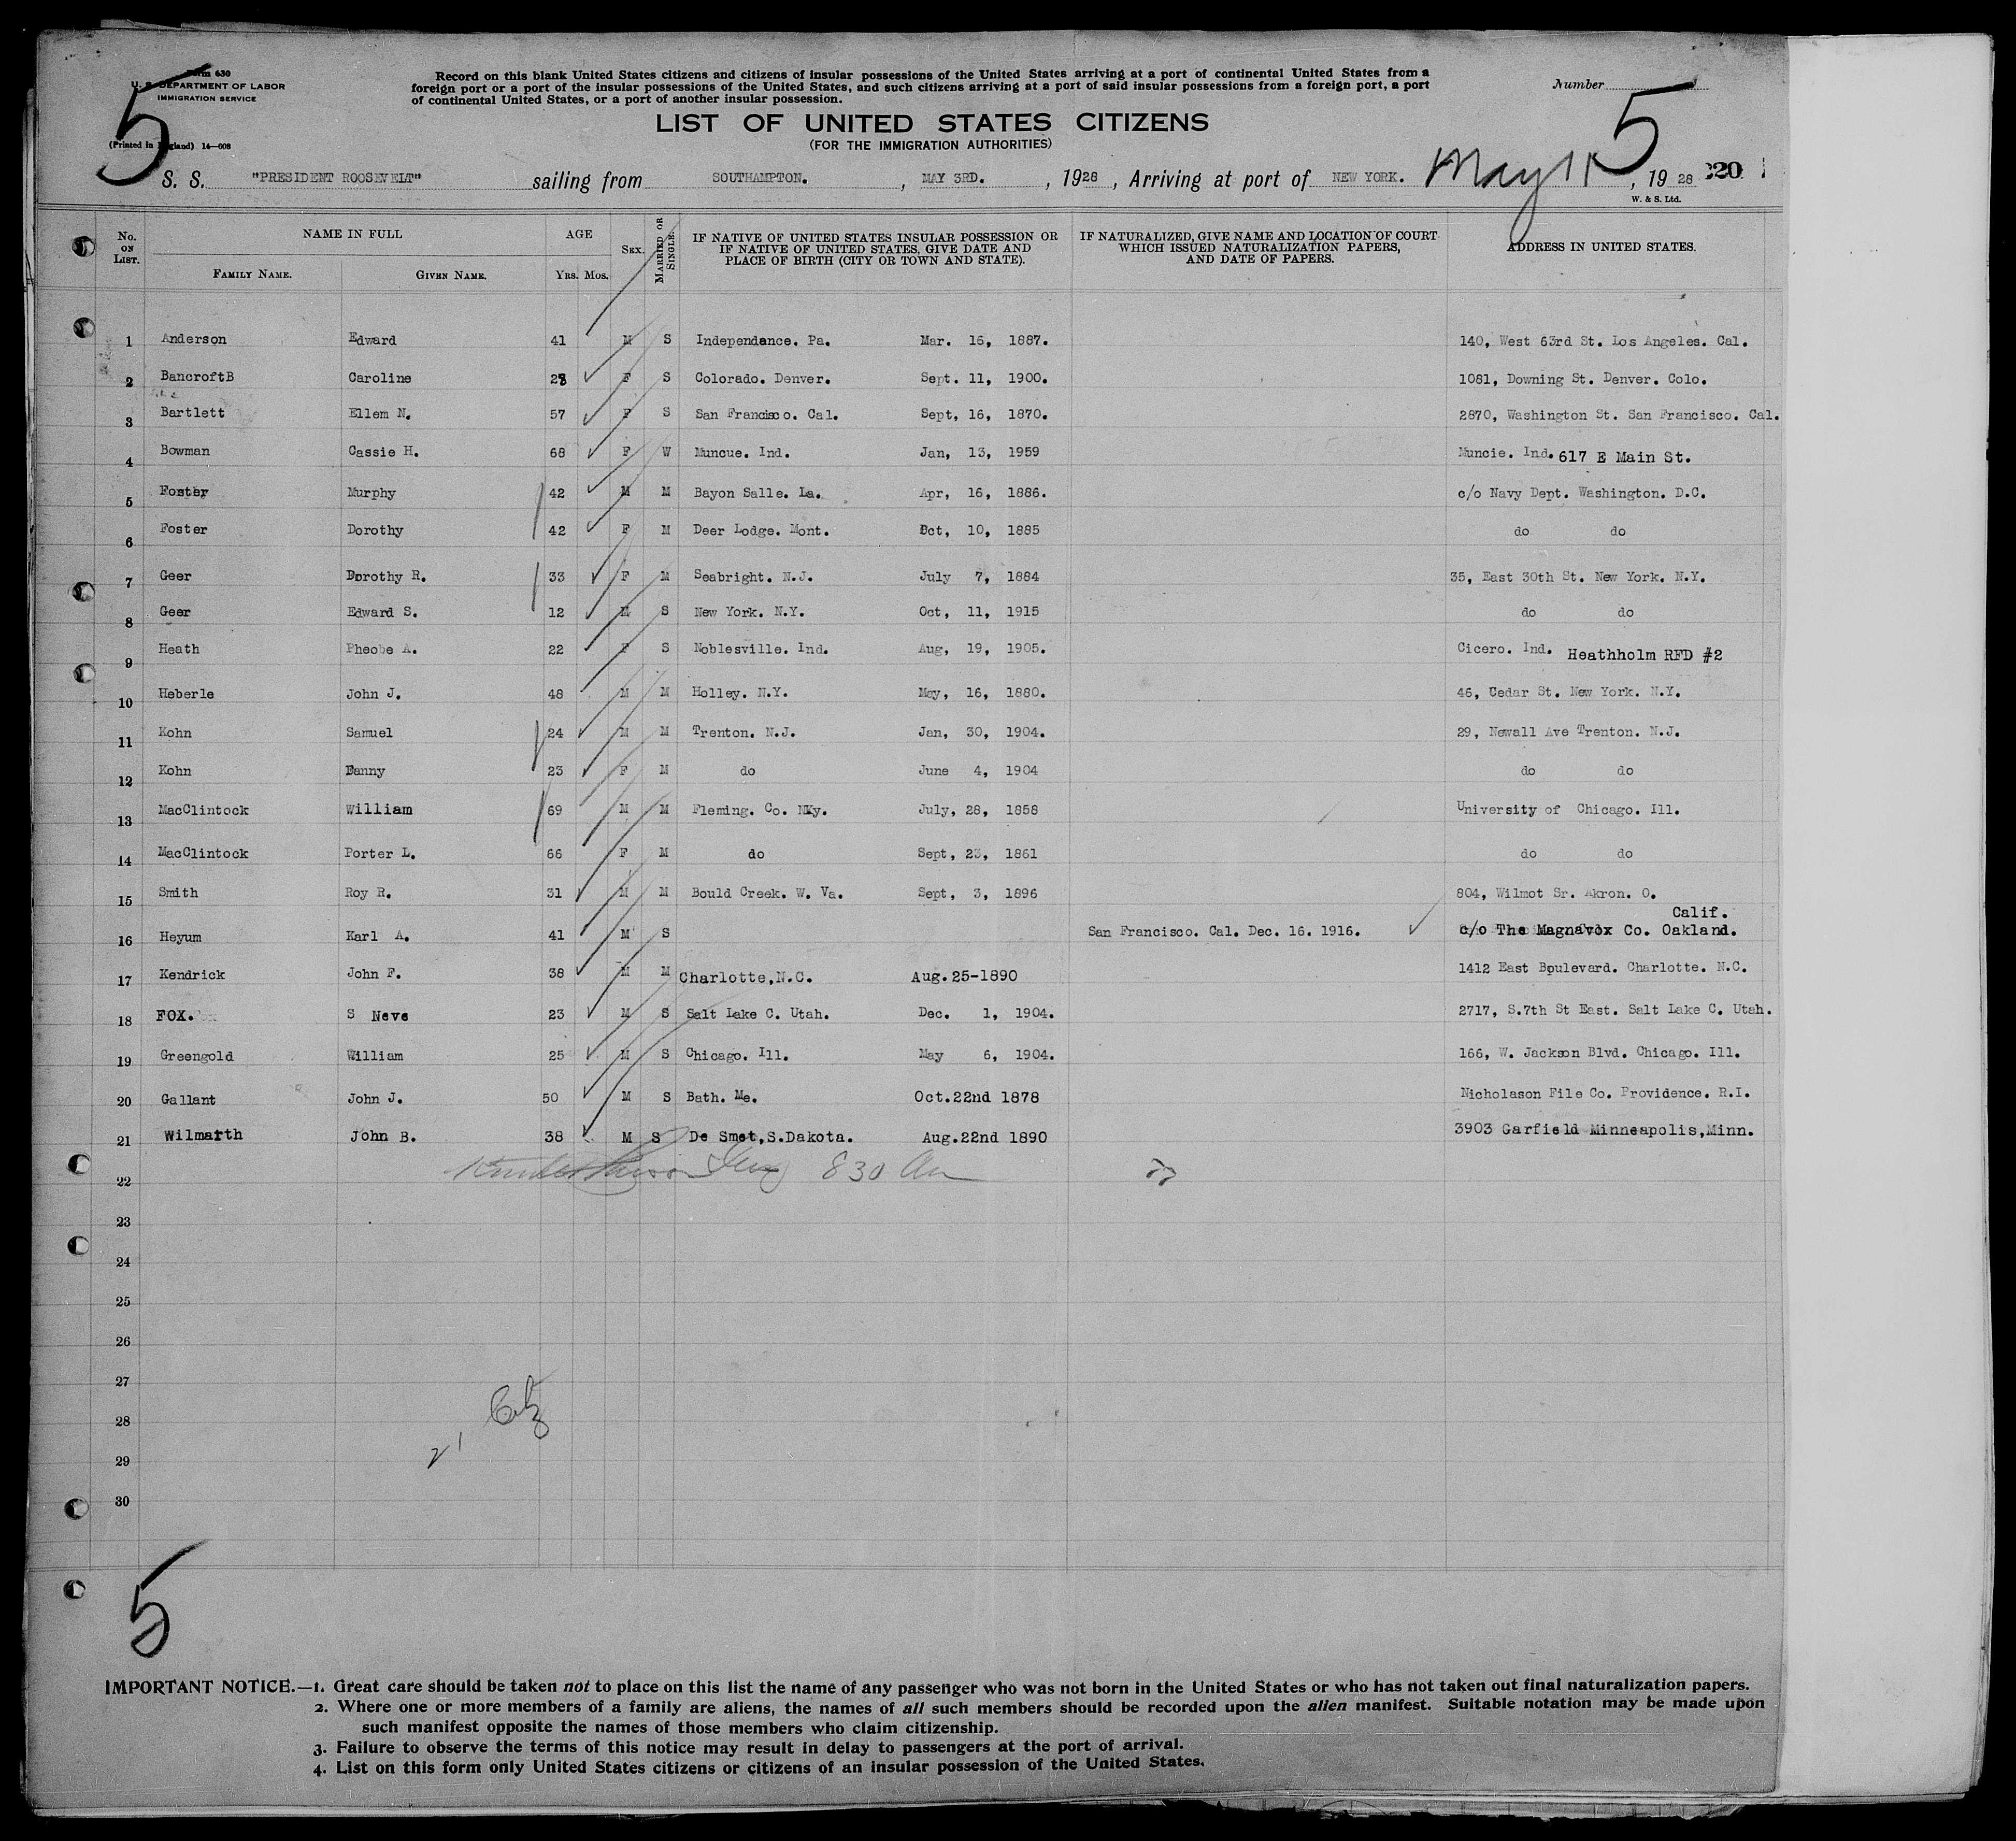 Form 630
U. S. DEPARTMENT OF LABOR
IMMIGRATION SERVICE
(Printed in England) 14—608
Record on this blank United States citizens and citizens of insular possessions of the United States arriving at a port of continental United States from a
foreign port or a port of the insular possessions of the United States, and such citizens arriving at a port of said insular possessions from a foreign port, a port
of continental United States, or a port of another insular possession.
Number
5
5
LIST OF UNITED STATES CITIZENS
(FOR THE IMMIGRATION AUTHORITIES)
S. S. "PRESIDENT ROOSEVELT" sailing from SOUTHAMPTON. , MAY 3RD. , 1928 , Arriving at port of NEW YORK. May 11 , 19 28 220
W. & S. Ltd.
No. ON LIST. NAME IN FULL AGE SEX. MARRIED OR SINGLE. IF NATIVE OF UNITED STATES INSULAR POSSESSION OR IF NATIVE OF UNITED STATES, GIVE DATE AND PLACE OF BIRTH (CITY OR TOWN AND STATE). IF NATURALIZED, GIVE NAME AND LOCATION OF COURT WHICH ISSUED NATURALIZATION PAPERS, AND DATE OF PAPERS. ADDRESS IN UNITED STATES.
FAMILY NAME. GIVEN NAME. YRS. MOS.
1 Anderson Edward 41 M S Independance. Pa. Mar. 16, 1887. 140, West 63rd St. Los Angeles. Cal.
2 BancroftB Caroline 28 F S Colorado. Denver. Sept. 11, 1900. 1081, Downing St. Denver. Colo.
3 Bartlett Ellem N. 57 F S San Francisco. Cal. Sept, 16, 1870. 2870, Washington St. San Francisco. Cal.
4 Bowman Cassie H. 68 F W Muncue. Ind. Jan, 13, 1959 Muncie. Ind. 617 E Main St.
5 Foster Murphy 42 M M Bayon Salle. La. Apr, 16, 1886. c/o Navy Dept. Washington. D.C.
6 Foster Dorothy 42 F M Deer Lodge. Mont. Oct, 10, 1885 do do
7 Geer Dorothy R. 33 F M Seabright. N.J. July 7, 1884 35, East 30th St. New York. N.Y.
8 Geer Edward S. 12 M S New York. N.Y. Oct, 11, 1915 do do
9 Heath Pheobe A. 22 F S Noblesville. Ind. Aug, 19, 1905. Cicero. Ind. Heathholm RFD #2
10 Heberle John J. 48 M M Holley. N.Y. May, 16, 1880. 46, Cedar St. New York. N.Y.
11 Kohn Samuel 24 M M Trenton. N.J. Jan, 30, 1904. 29, Newall Ave Trenton. N.J.
12 Kohn Fanny 23 F M do June 4, 1904 do do
13 MacClintock William 69 M M Fleming. Co. Ky. July, 28, 1858 University of Chicago. Ill.
14 MacClintock Porter L. 66 F M do Sept, 23, 1861 do do
15 Smith Roy R. 31 M M Bould Creek. W. Va. Sept, 3, 1896 804, Wilmot Sr. Akron. O.
16 Heyum Karl A. 41 M S San Francisco. Cal. Dec. 16. 1916. c/o The Magnavox Co. Oakland. Calif.
17 Kendrick John F. 38 M M Charlotte,N.C. Aug.25-1890 1412 East Boulevard. Charlotte. N.C.
18 FOX. S Neve 23 M S Salt Lake C. Utah. Dec. 1, 1904. 2717, S.7th St East. Salt Lake C. Utah.
19 Greengold William 25 M S Chicago. Ill. May 6, 1904. 166, W. Jackson Blvd. Chicago. Ill.
20 Gallant John J. 50 M S Bath. Me. Oct.22nd 1878 Nicholason File Co. Providence. R.I.
21 Wilmarth John B. 38 M S De Smet,S.Dakota. Aug.22nd 1890 3903 Garfield Minneapolis,Minn.
22 830 Am
23
24
25
26
27
28
29
30
21
5
IMPORTANT NOTICE.—1. Great care should be taken not to place on this list the name of any passenger who was not born in the United States or who has not taken out final naturalization papers.
2. Where one or more members of a family are aliens, the names of all such members should be recorded upon the alien manifest. Suitable notation may be made upon
such manifest opposite the names of those members who claim citizenship.
3. Failure to observe the terms of this notice may result in delay to passengers at the port of arrival.
4. List on this form only United States citizens or citizens of an insular possession of the United States.